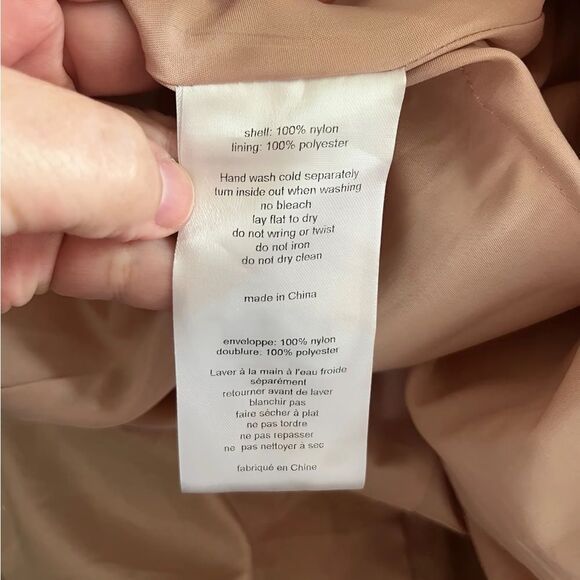 shell: 100% nylon
lining: 100% polyester
Hand wash cold separately
turn inside out when washing
no bleach
lay flat to dry
do not wring or twist
do not iron
do not dry clean
made in China
enveloppe: 100% nylon
doublure: 100% polyester
Laver à la main à l'eau froide
séparément
retourner avant de laver
blanchir pas
faire sécher à plat
ne pas tordre
ne pas repasser
ne pas nettoyer à sec
fabriqué en Chine